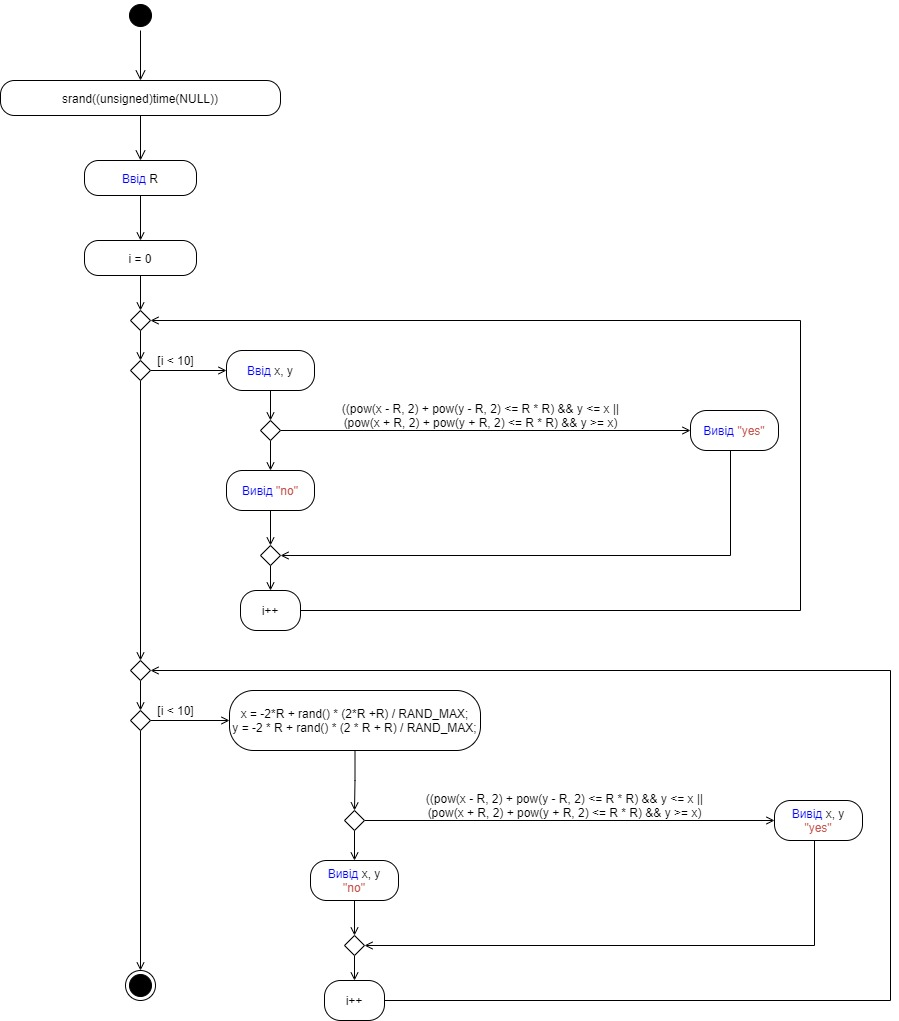 srand((unsigned)time(NULL))
Ввід R
i = 0
[i < 10]
Ввід x, y
((pow(x - R, 2) + pow(y - R, 2) <= R * R) && y <= x ||
(pow(x + R, 2) + pow(y + R, 2) <= R * R) && y >= x)
Вивід "yes"
Вивід "no"
i++
[i < 10]
x = -2*R + rand() * (2*R +R) / RAND_MAX;
y = -2 * R + rand() * (2 * R + R) / RAND_MAX;
((pow(x - R, 2) + pow(y - R, 2) <= R * R) && y <= x ||
(pow(x + R, 2) + pow(y + R, 2) <= R * R) && y >= x)
Вивід x, y
"yes"
Вивід x, y
"no"
i++